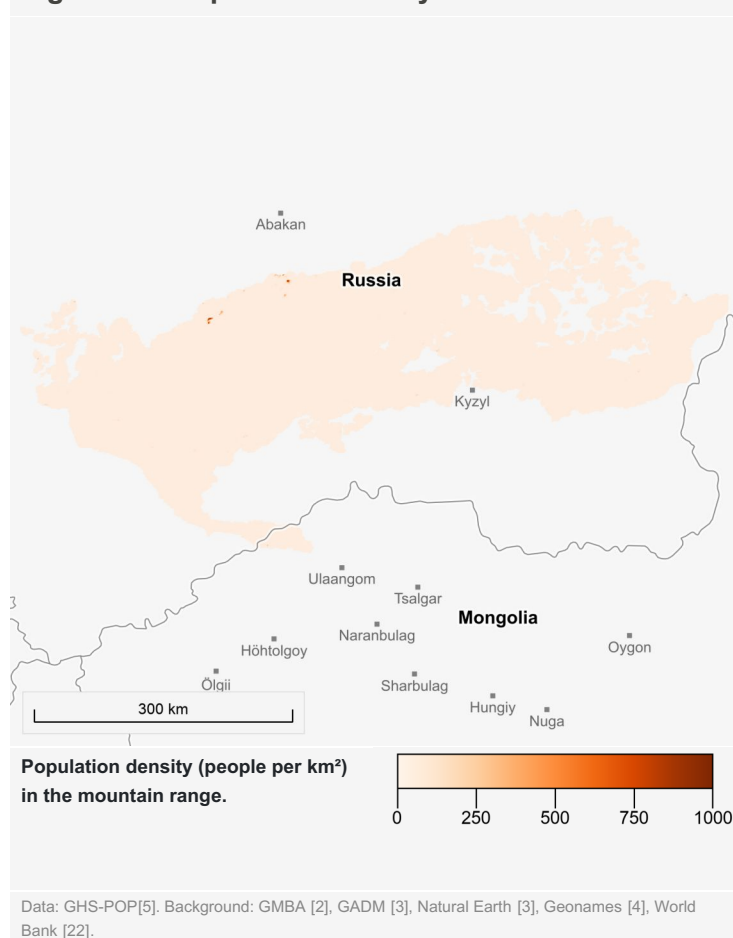 Abakan
Russia
Kyzyl
Ulaangom
Tsalgar
Mongolia
Naranbulag
Höhtolgoy
Oygon
Ölgii
Sharbulag
Hungiy
Nuga
300 km
Population density (people per km²)
in the mountain range.
0 250 500 750 1000
Data: GHS-POP[5]. Background: GMBA [2], GADM [3], Natural Earth [3], Geonames [4], World
Bank [22].